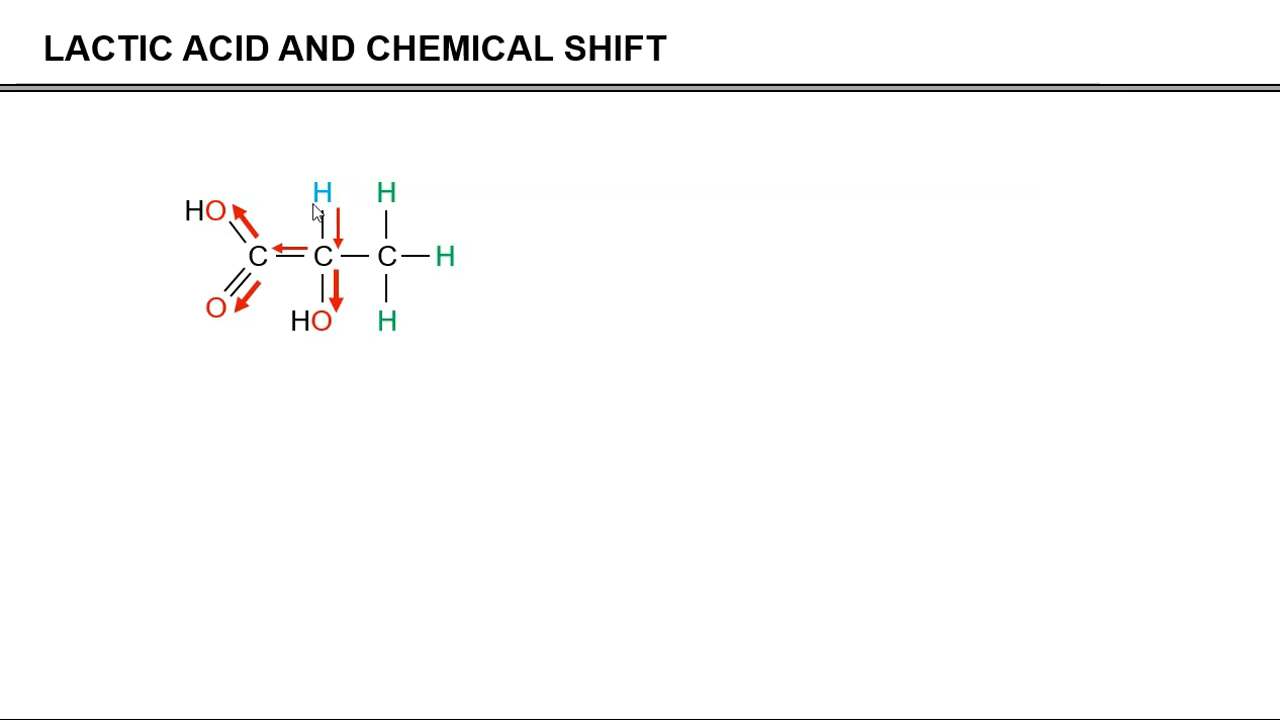 LACTIC ACID AND CHEMICAL SHIFT
H H
HO
C C C H
O
HO H